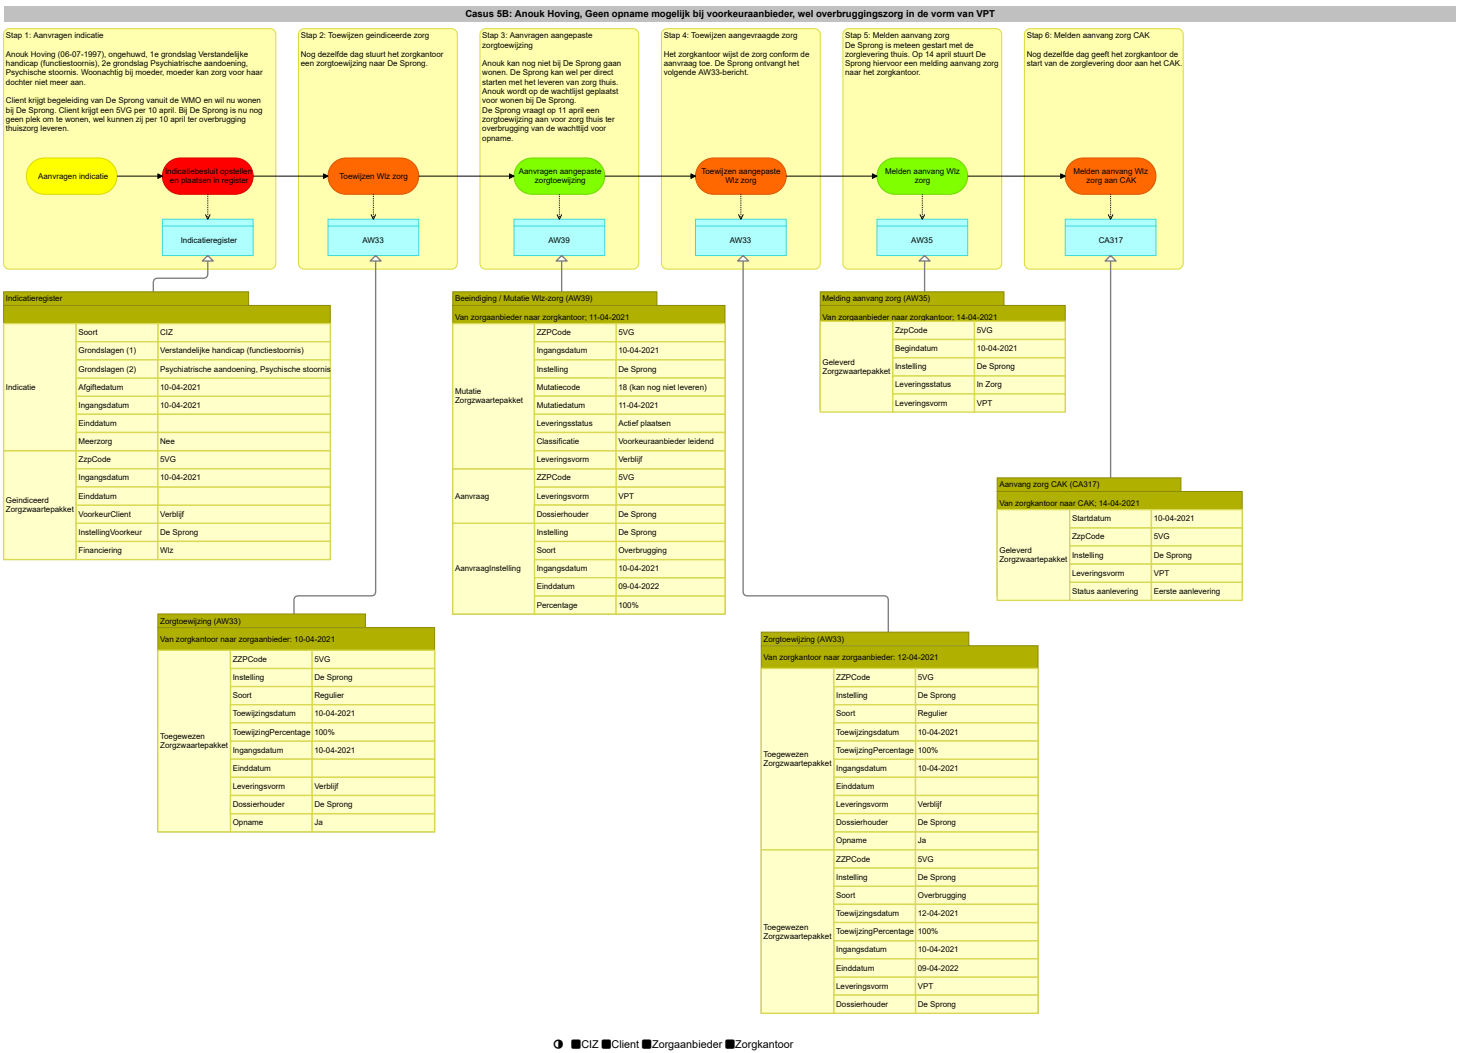 Casus 5B: Anouk Hoving, Geen opname mogelijk bij voorkeuraanbieder, wel overbruggingszorg in de vorm van VPT
Stap 1: Aanvragen indicatie
Anouk Hoving (06-07-1997), ongehuwd, 1e grondslag Verstandelijke
handicap (functiestoornis), 2e grondslag Psychiatrische aandoening,
Psychische stoornis. Woonachtig bij moeder, moeder kan zorg voor haar
dochter niet meer aan.
Client krijgt begeleiding van De Sprong vanuit de WMO en wil nu wonen
bij De Sprong. Client krijgt een 5VG per 10 april. Bij De Sprong is nu nog
geen plek om te wonen, wel kunnen zij per 10 april ter overbrugging
thuiszorg leveren.
Stap 2: Toewijzen geindiceerde zorg
Nog dezelfde dag stuurt het zorgkantoor
een zorgtoewijzing naar De Sprong.
Stap 3: Aanvragen aangepaste
zorgtoewijzing
Anouk kan nog niet bij De Sprong gaan
wonen. De Sprong kan wel per direct
starten met het leveren van zorg thuis.
Anouk wordt op de wachtlijst geplaatst
voor wonen bij De Sprong.
De Sprong vraagt op 11 april een
zorgtoewijzing aan voor zorg thuis ter
overbrugging van de wachttijd voor
opname.
Stap 4: Toewijzen aangevraagde zorg
Het zorgkantoor wijst de zorg conform de
aanvraag toe. De Sprong ontvangt het
volgende AW33-bericht.
Stap 5: Melden aanvang zorg
De Sprong is meteen gestart met de
zorglevering thuis. Op 14 april stuurt De
Sprong hiervoor een melding aanvang zorg
naar het zorgkantoor.
Stap 6: Melden aanvang zorg CAK
Nog dezelfde dag geeft het zorgkantoor de
start van de zorglevering door aan het CAK.
Aanvragen indicatie
Indicatiebesluit opstellen
en plaatsen in register
Toewijzen Wlz zorg
Aanvragen aangepaste
zorgtoewijzing
Toewijzen aangepaste
Wlz zorg
Melden aanvang Wlz
zorg
Melden aanvang Wlz
zorg aan CAK
Indicatieregister
AW33
AW39
AW33
AW35
CA317
Indicatieregister
Indicatie
Soort CIZ
Grondslagen (1) Verstandelijke handicap (functiestoornis)
Grondslagen (2) Psychiatrische aandoening, Psychische stoornis
Afgiftedatum 10-04-2021
Ingangsdatum 10-04-2021
Einddatum
Meerzorg Nee
Geindiceerd
Zorgzwaartepakket
ZzpCode 5VG
Ingangsdatum 10-04-2021
Einddatum
VoorkeurClient Verblijf
InstellingVoorkeur De Sprong
Financiering Wlz
Zorgtoewijzing (AW33)
Van zorgkantoor naar zorgaanbieder: 10-04-2021
Toegewezen
Zorgzwaartepakket
ZZPCode 5VG
Instelling De Sprong
Soort Regulier
Toewijzingsdatum 10-04-2021
ToewijzingPercentage 100%
Ingangsdatum 10-04-2021
Einddatum
Leveringsvorm Verblijf
Dossierhouder De Sprong
Opname Ja
Beeindiging / Mutatie Wlz-zorg (AW39)
Van zorgaanbieder naar zorgkantoor; 11-04-2021
Mutatie
Zorgzwaartepakket
ZZPCode 5VG
Ingangsdatum 10-04-2021
Instelling De Sprong
Mutatiecode 18 (kan nog niet leveren)
Mutatiedatum 11-04-2021
Leveringsstatus Actief plaatsen
Classificatie Voorkeuraanbieder leidend
Leveringsvorm Verblijf
Aanvraag
ZZPCode 5VG
Leveringsvorm VPT
Dossierhouder De Sprong
AanvraagInstelling
Instelling De Sprong
Soort Overbrugging
Ingangsdatum 10-04-2021
Einddatum 09-04-2022
Percentage 100%
Zorgtoewijzing (AW33)
Van zorgkantoor naar zorgaanbieder: 12-04-2021
Toegewezen
Zorgzwaartepakket
ZZPCode 5VG
Instelling De Sprong
Soort Regulier
Toewijzingsdatum 10-04-2021
ToewijzingPercentage 100%
Ingangsdatum 10-04-2021
Einddatum
Leveringsvorm Verblijf
Dossierhouder De Sprong
Opname Ja
Toegewezen
Zorgzwaartepakket
ZZPCode 5VG
Instelling De Sprong
Soort Overbrugging
Toewijzingsdatum 12-04-2021
ToewijzingPercentage 100%
Ingangsdatum 10-04-2021
Einddatum 09-04-2022
Leveringsvorm VPT
Dossierhouder De Sprong
Melding aanvang zorg (AW35)
Van zorgaanbieder naar zorgkantoor; 14-04-2021
Geleverd
Zorgzwaartepakket
ZzpCode 5VG
Begindatum 10-04-2021
Instelling De Sprong
Leveringsstatus In Zorg
Leveringsvorm VPT
Aanvang zorg CAK (CA317)
Van zorgkantoor naar CAK; 14-04-2021
Geleverd
Zorgzwaartepakket
Startdatum 10-04-2021
ZzpCode 5VG
Instelling De Sprong
Leveringsvorm VPT
Status aanlevering Eerste aanlevering
CIZ Client Zorgaanbieder Zorgkantoor